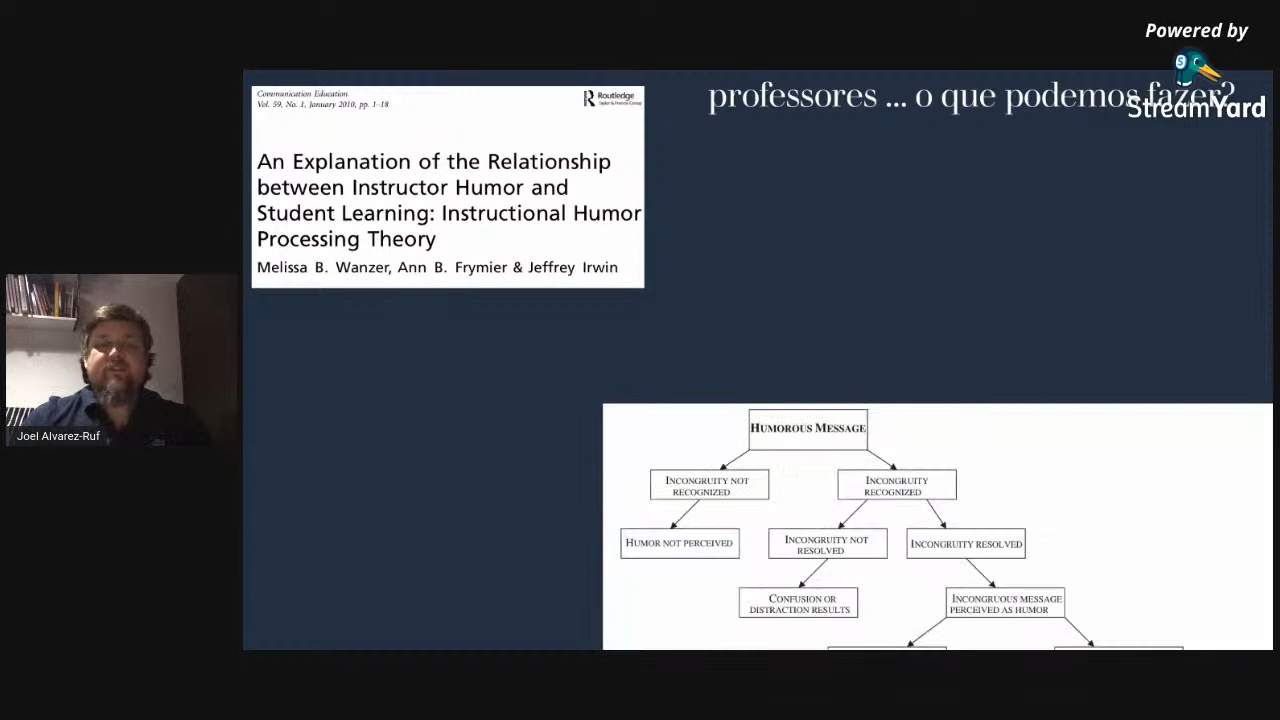 Powered by
StreamYard
professores ... o que podemos fazer?
Communication Education
Vol. 59, No. 1, January 2010, pp. 1–18
Routledge
Taylor & Francis Group
An Explanation of the Relationship
between Instructor Humor and
Student Learning: Instructional Humor
Processing Theory
Melissa B. Wanzer, Ann B. Frymier & Jeffrey Irwin
Joel Alvarez-Ruf
HUMOROUS MESSAGE
INCONGRUITY NOT
RECOGNIZED
INCONGRUITY
RECOGNIZED
HUMOR NOT PERCEIVED
INCONGRUITY NOT
RESOLVED
INCONGRUITY RESOLVED
CONFUSION OR
DISTRACTION RESULTS
INCONGRUOUS MESSAGE
PERCEIVED AS HUMOR